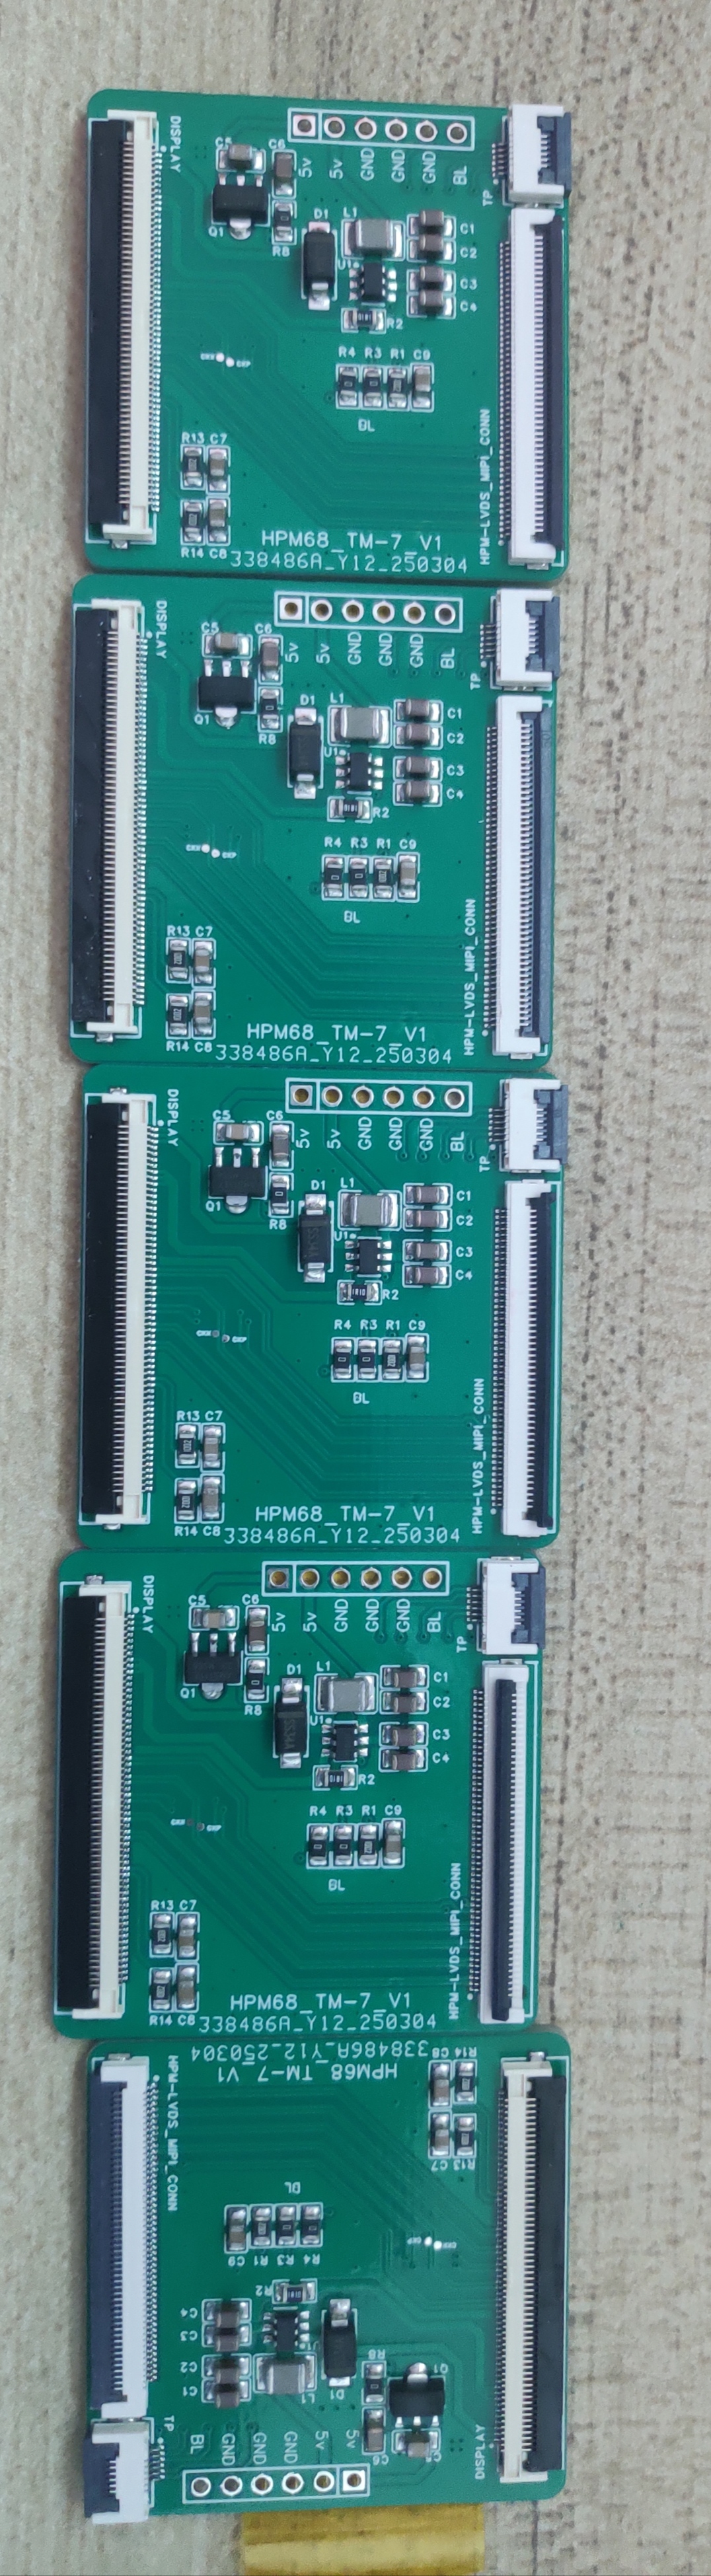 DISPLAY
C5
C6
5v
5v
GND
GND
GND
BL
TP
Q1
R8
D1
L1
U1
C1
C2
C3
C4
R2
R4 R3 R1 C9
BL
R13 C7
R14 C8
HPM-LVDS_MIPI_CONN
HPM68_TM-7_V1
338486A_Y12_250304
DISPLAY
C5
C6
5v
5v
GND
GND
GND
BL
TP
Q1
R8
D1
L1
U1
C1
C2
C3
C4
R2
R4 R3 R1 C9
BL
R13 C7
R14 C8
HPM-LVDS_MIPI_CONN
HPM68_TM-7_V1
338486A_Y12_250304
DISPLAY
C5
C6
5v
5v
GND
GND
GND
BL
TP
Q1
R8
D1
SS34A
L1
U1
C1
C2
C3
C4
R2
R4 R3 R1 C9
BL
R13 C7
R14 C8
HPM-LVDS_MIPI_CONN
HPM68_TM-7_V1
338486A_Y12_250304
DISPLAY
C5
C6
5v
5v
GND
GND
GND
BL
TP
Q1
R8
D1
SS34A
L1
U1
C1
C2
C3
C4
R2
R4 R3 R1 C9
BL
R13 C7
R14 C8
HPM-LVDS_MIPI_CONN
HPM68_TM-7_V1
338486A_Y12_250304
338486A_Y12_250304
HPM68_TM-7_V1
R14 C8
R13 C7
HPM-LVDS_MIPI_CONN
BL
R4 R3 R1 C9
R2
C4
C3
C2
C1
U1
L1
D1
R8
Q1
C6
TP
BL
GND
GND
GND
5v
5v
DISPLAY